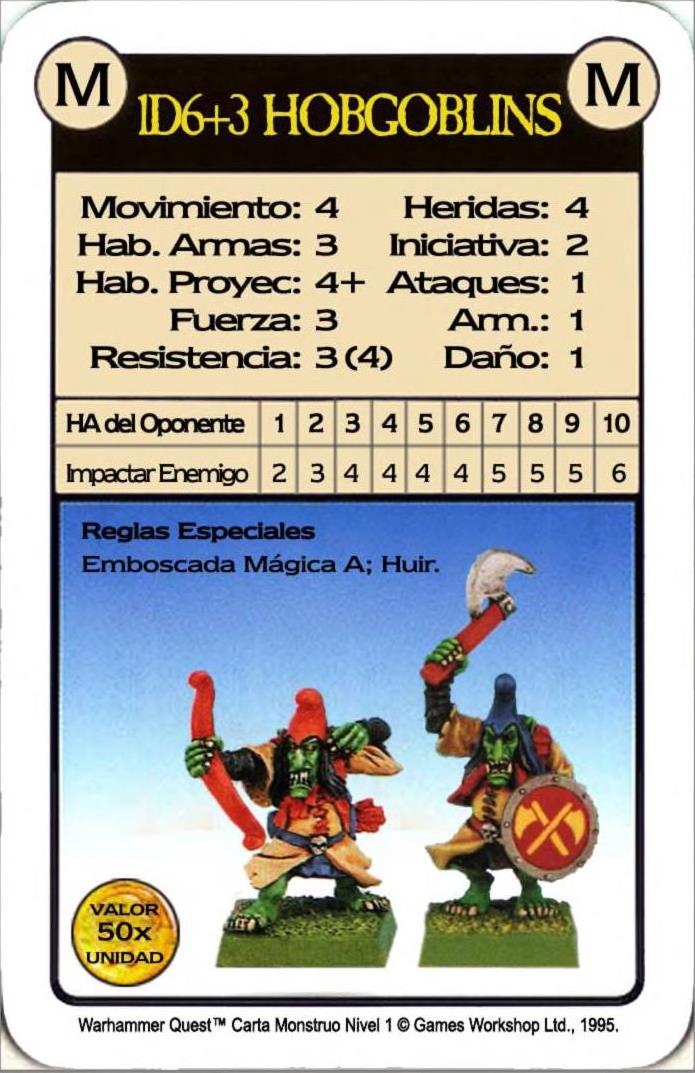 M M
1D6+3 HOBGOBLINS
Movimiento: 4 Heridas: 4
Hab. Armas: 3 Iniciativa: 2
Hab. Proyec: 4+ Ataques: 1
Fuerza: 3 Arm.: 1
Resistencia: 3 (4) Daño: 1
HA del Oponente 1 2 3 4 5 6 7 8 9 10
Impactar Enemigo 2 3 4 4 4 4 5 5 5 6
Reglas Especiales
Emboscada Mágica A; Huir.
VALOR
50x
UNIDAD
Warhammer Quest™ Carta Monstruo Nivel 1 © Games Workshop Ltd., 1995.